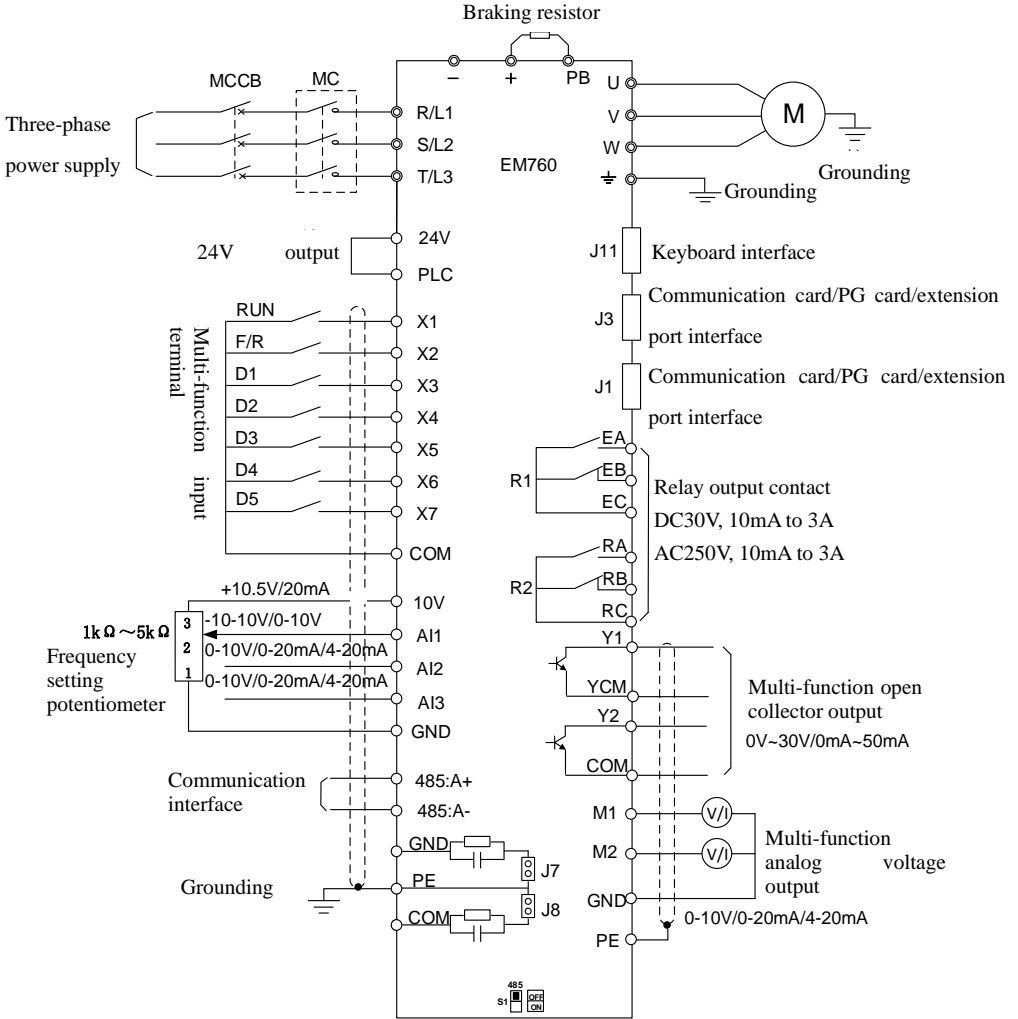 Braking resistor
MCCB
MC
－
+
PB
Three-phase
power supply
R/L1
S/L2
T/L3
EM760
U
V
W
M
Grounding
Grounding
24V output
24V
PLC
J11
Keyboard interface
J3
Communication card/PG card/extension
port interface
J1
Communication card/PG card/extension
port interface
Multi-function input
terminal
RUN
X1
F/R
X2
D1
X3
D2
X4
D3
X5
D4
X6
D5
X7
COM
R1
EA
EB
EC
R2
RA
RB
RC
Relay output contact
DC30V, 10mA to 3A
AC250V, 10mA to 3A
+10.5V/20mA
10V
1kΩ～5kΩ
Frequency
setting
potentiometer
3
2
1
-10-10V/0-10V
AI1
0-10V/0-20mA/4-20mA
AI2
0-10V/0-20mA/4-20mA
AI3
GND
Y1
YCM
Y2
COM
Multi-function open
collector output
0V~30V/0mA~50mA
Communication
interface
485:A+
485:A-
M1
V/I
M2
V/I
GND
Multi-function
analog voltage
output
0-10V/0-20mA/4-20mA
PE
GND
J7
Grounding
PE
J8
COM
485
S1
OFF
ON